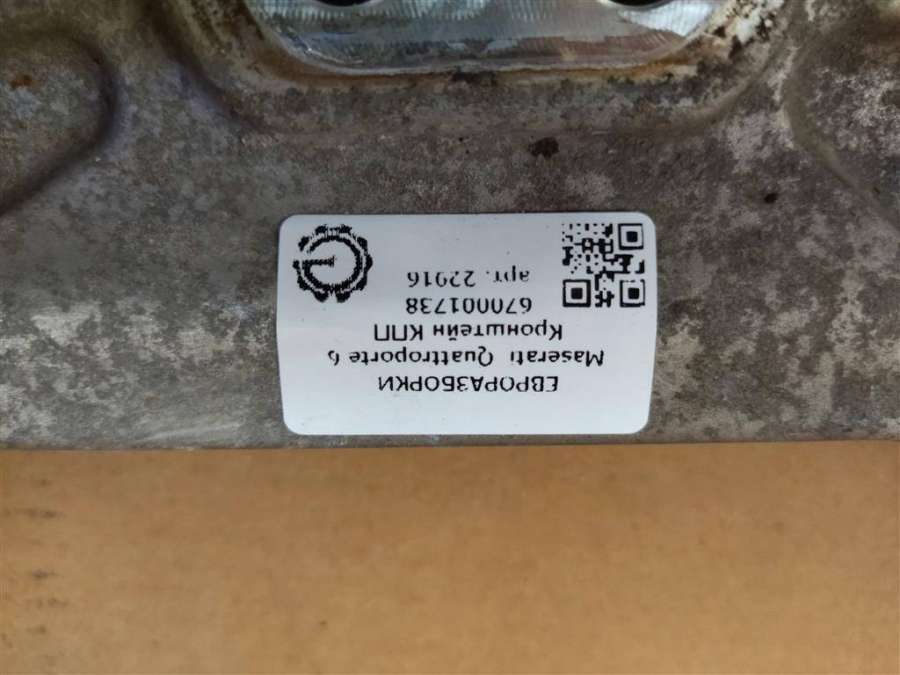 ЕВРОРАЗБОРКИ
Maserati Quattroporte 6
Кронштейн КПП
670001738
арт. 22916